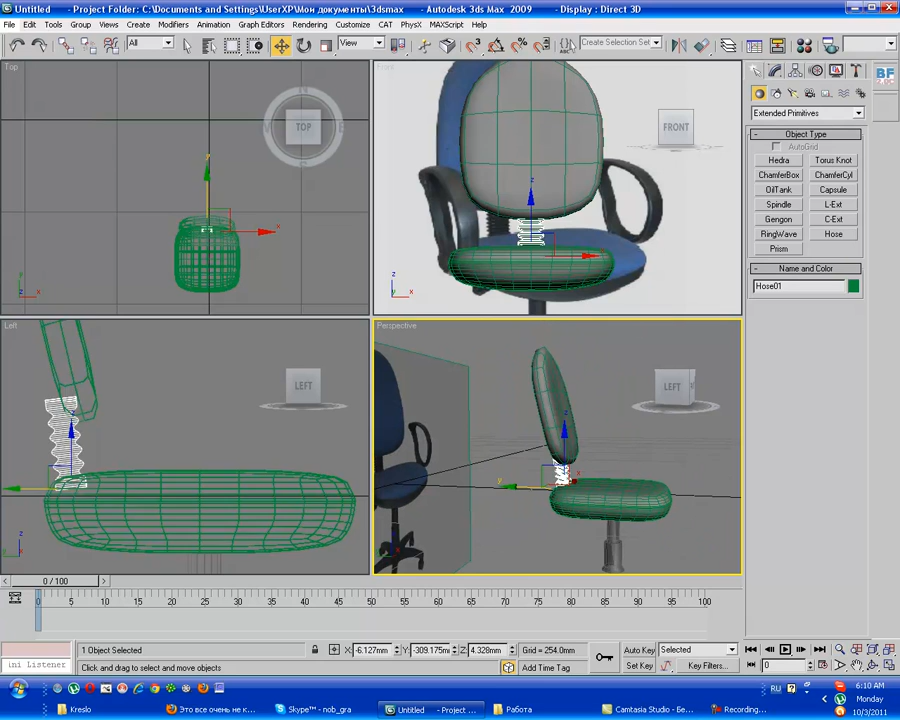 Untitled - Project Folder: C:\Documents and Settings\UserXP\Мои документы\3dsmax - Autodesk 3ds Max 2009 - Display : Direct 3D
Edit Tools Group Views Create Modifiers Animation Graph Editors Rendering Customize CAT PhysX MAXScript Help
All
View
Create Selection Set
Top
TOP
Front
FRONT
Left
LEFT
Perspective
LEFT
BF
Extended Primitives
Object Type
AutoGrid
Hedra Torus Knot
ChamferBox ChamferCyl
OilTank Capsule
Spindle L-Ext
Gengon C-Ext
RingWave Hose
Prism
Name and Color
Hose01
0 / 100
0 5 10 15 20 25 30 35 40 45 50 55 60 65 70 75 80 85 90 95 100
1 Object Selected
X: -6.127mm Y: -309.175mm Z: 4.328mm Grid = 254.0mm
Auto Key Selected
ini Listener
Click and drag to select and move objects
Add Time Tag
Set Key Key Filters...
0
RU
6:10 AM
Monday
10/3/2011
Kreslo
Это все очень не к...
Skype™ - nob_gra
Untitled - Project ...
Работа
Camtasia Studio - Бе...
Recording...